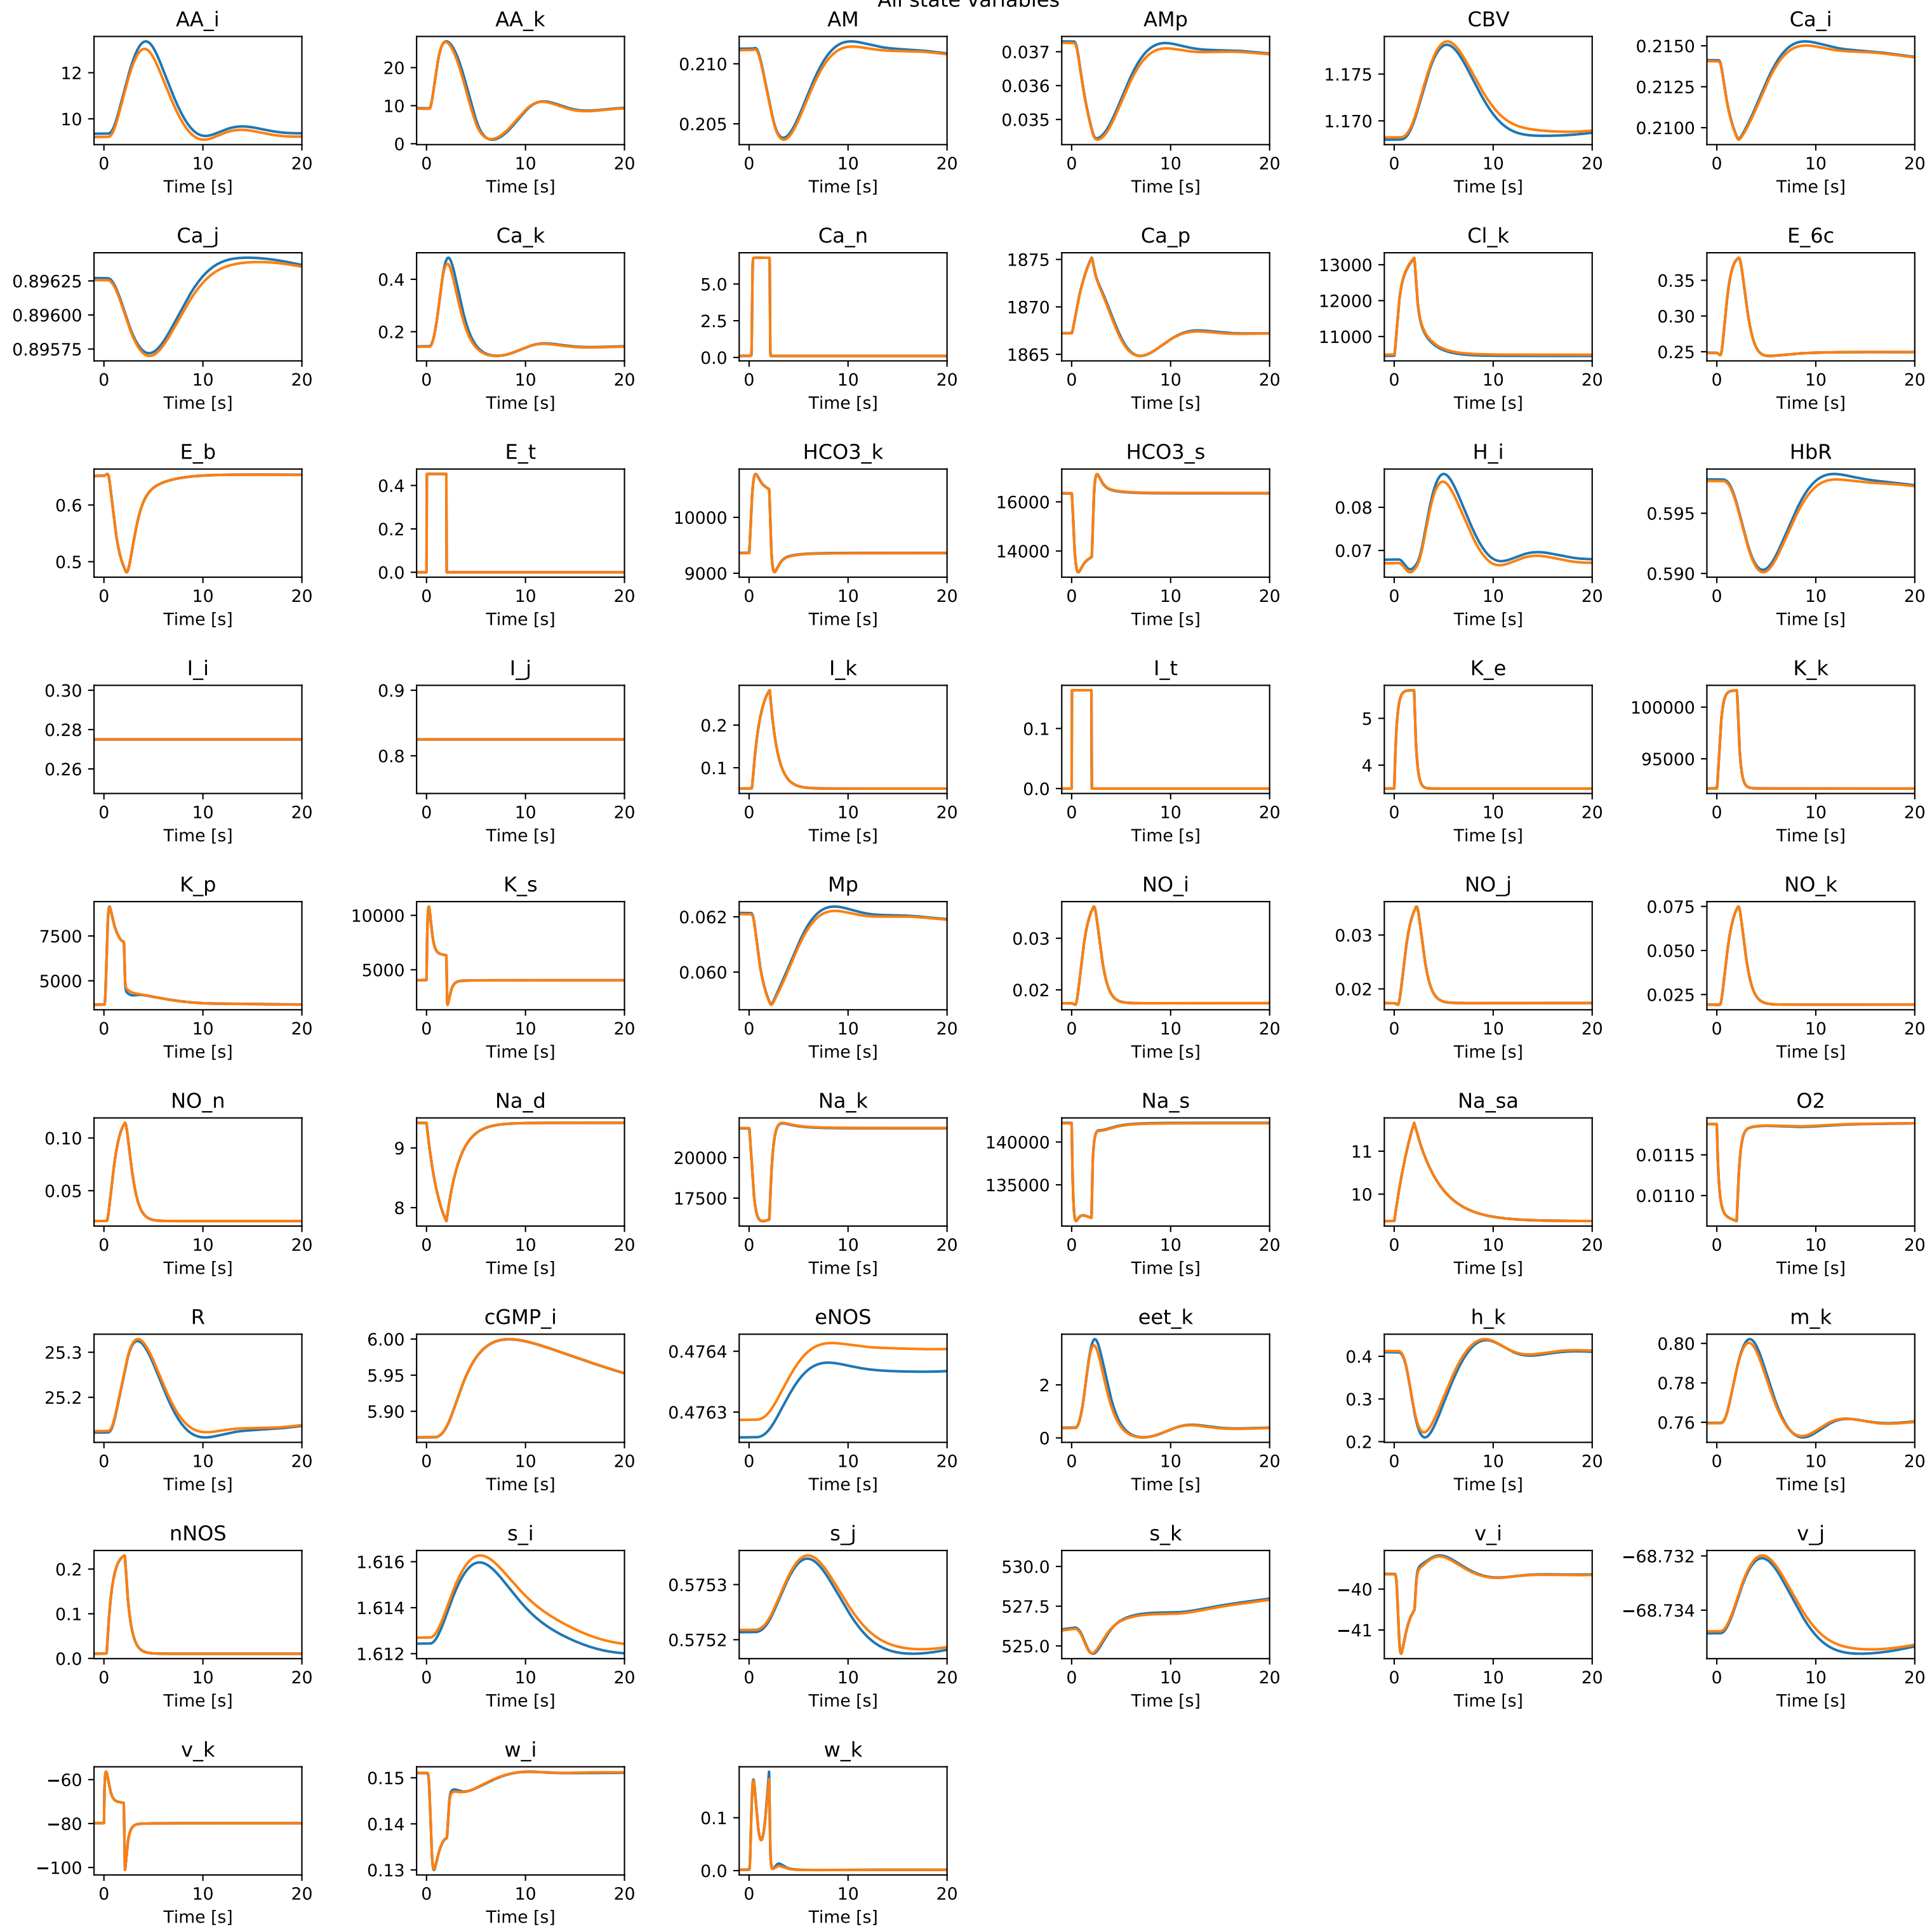 All state variables
AA_i
12
10
0 10 20
Time [s]
AA_k
20
10
0
0 10 20
Time [s]
AM
0.210
0.205
0 10 20
Time [s]
AMp
0.037
0.036
0.035
0 10 20
Time [s]
CBV
1.175
1.170
0 10 20
Time [s]
Ca_i
0.2150
0.2125
0.2100
0 10 20
Time [s]
Ca_j
0.89625
0.89600
0.89575
0 10 20
Time [s]
Ca_k
0.4
0.2
0 10 20
Time [s]
Ca_n
5.0
2.5
0.0
0 10 20
Time [s]
Ca_p
1875
1870
1865
0 10 20
Time [s]
Cl_k
13000
12000
11000
0 10 20
Time [s]
E_6c
0.35
0.30
0.25
0 10 20
Time [s]
E_b
0.6
0.5
0 10 20
Time [s]
E_t
0.4
0.2
0.0
0 10 20
Time [s]
HCO3_k
10000
9000
0 10 20
Time [s]
HCO3_s
16000
14000
0 10 20
Time [s]
H_i
0.08
0.07
0 10 20
Time [s]
HbR
0.595
0.590
0 10 20
Time [s]
I_i
0.30
0.28
0.26
0 10 20
Time [s]
I_j
0.9
0.8
0 10 20
Time [s]
I_k
0.2
0.1
0 10 20
Time [s]
I_t
0.1
0.0
0 10 20
Time [s]
K_e
5
4
0 10 20
Time [s]
K_k
100000
95000
0 10 20
Time [s]
K_p
7500
5000
0 10 20
Time [s]
K_s
10000
5000
0 10 20
Time [s]
Mp
0.062
0.060
0 10 20
Time [s]
NO_i
0.03
0.02
0 10 20
Time [s]
NO_j
0.03
0.02
0 10 20
Time [s]
NO_k
0.075
0.050
0.025
0 10 20
Time [s]
NO_n
0.10
0.05
0 10 20
Time [s]
Na_d
9
8
0 10 20
Time [s]
Na_k
20000
17500
0 10 20
Time [s]
Na_s
140000
135000
0 10 20
Time [s]
Na_sa
11
10
0 10 20
Time [s]
O2
0.0115
0.0110
0 10 20
Time [s]
R
25.3
25.2
0 10 20
Time [s]
cGMP_i
6.00
5.95
5.90
0 10 20
Time [s]
eNOS
0.4764
0.4763
0 10 20
Time [s]
eet_k
2
0
0 10 20
Time [s]
h_k
0.4
0.3
0.2
0 10 20
Time [s]
m_k
0.80
0.78
0.76
0 10 20
Time [s]
nNOS
0.2
0.1
0.0
0 10 20
Time [s]
s_i
1.616
1.614
1.612
0 10 20
Time [s]
s_j
0.5753
0.5752
0 10 20
Time [s]
s_k
530.0
527.5
525.0
0 10 20
Time [s]
v_i
−40
−41
0 10 20
Time [s]
v_j
−68.732
−68.734
0 10 20
Time [s]
v_k
−60
−80
−100
0 10 20
Time [s]
w_i
0.15
0.14
0.13
0 10 20
Time [s]
w_k
0.1
0.0
0 10 20
Time [s]